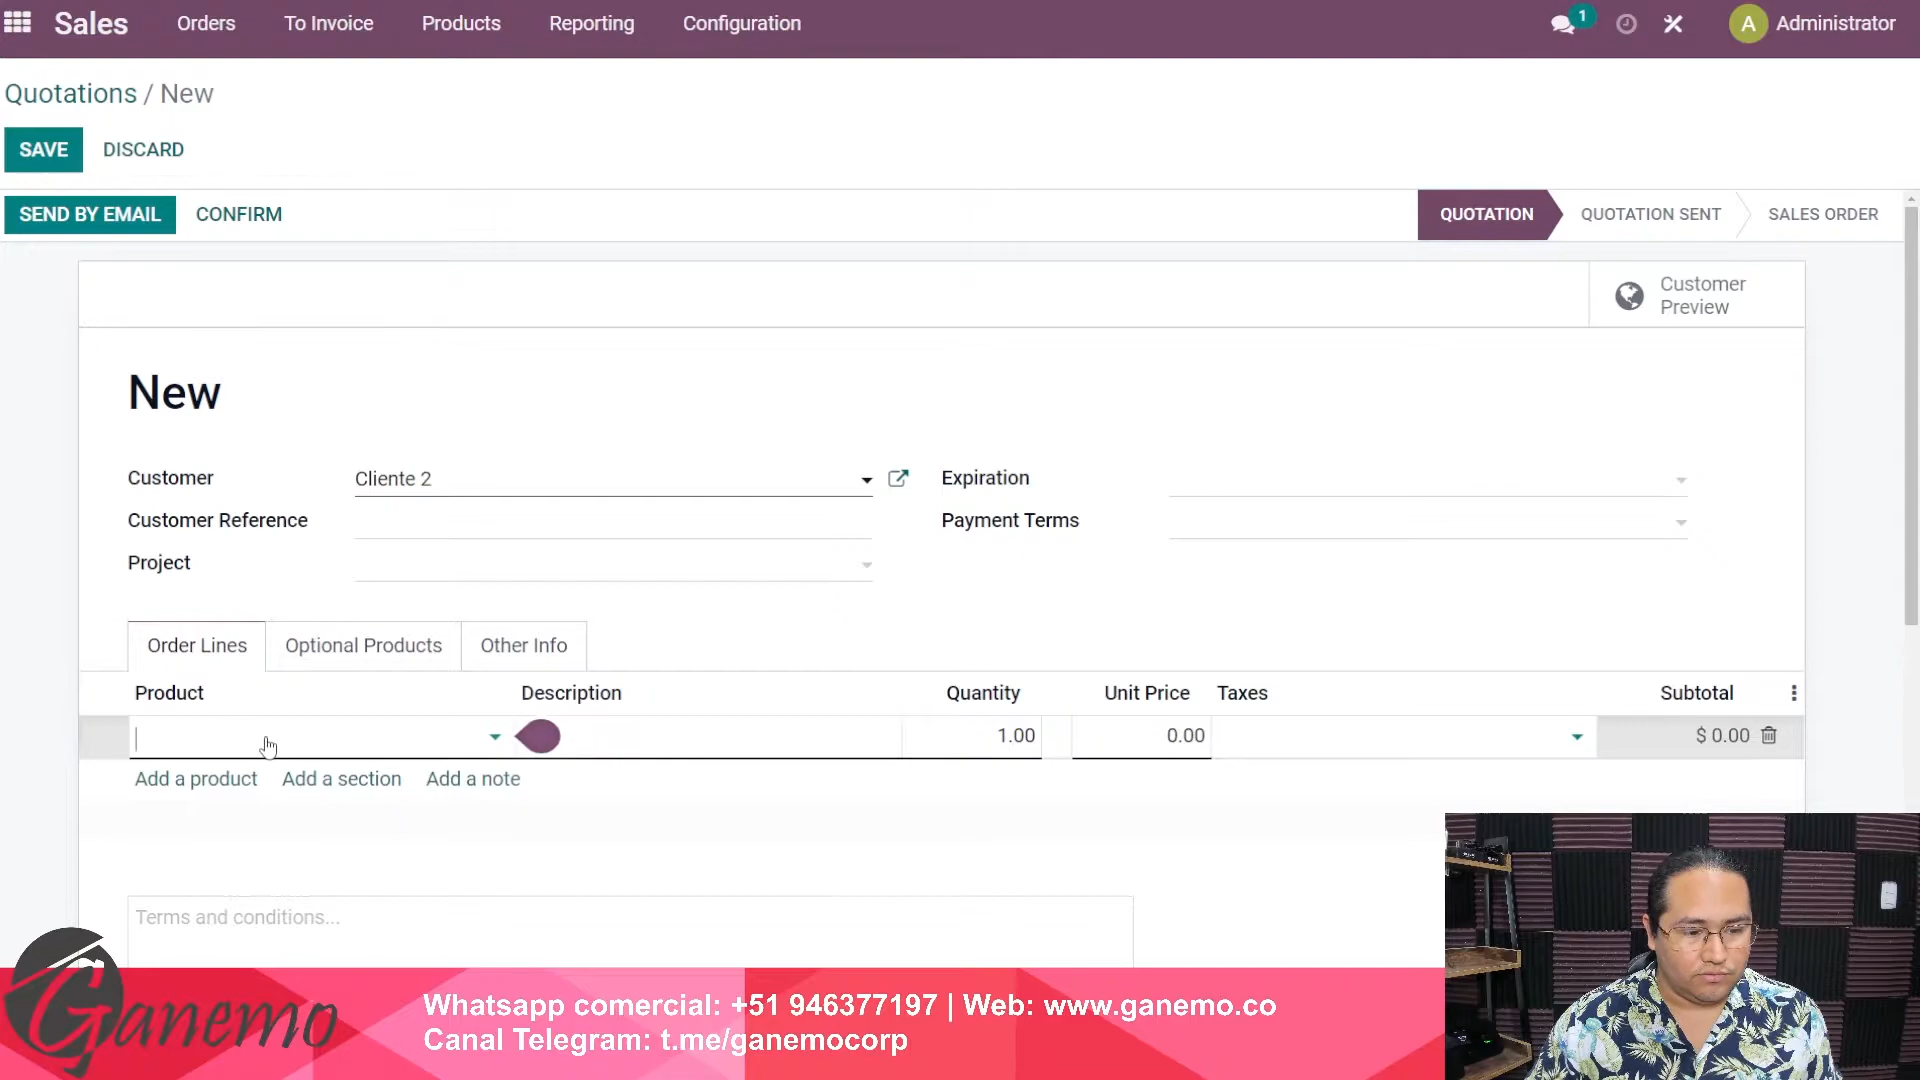 Sales Orders To Invoice Products Reporting Configuration 1 A Administrator
Quotations / New
SAVE DISCARD
SEND BY EMAIL CONFIRM QUOTATION QUOTATION SENT SALES ORDER
Customer
Preview
New
Customer Cliente 2 Expiration
Customer Reference Payment Terms
Project
Order Lines Optional Products Other Info
Product Description Quantity Unit Price Taxes Subtotal
1.00 0.00 $ 0.00
Add a product Add a section Add a note
Terms and conditions...
Ganemo
Whatsapp comercial: +51 946377197 | Web: www.ganemo.co
Canal Telegram: t.me/ganemocorp